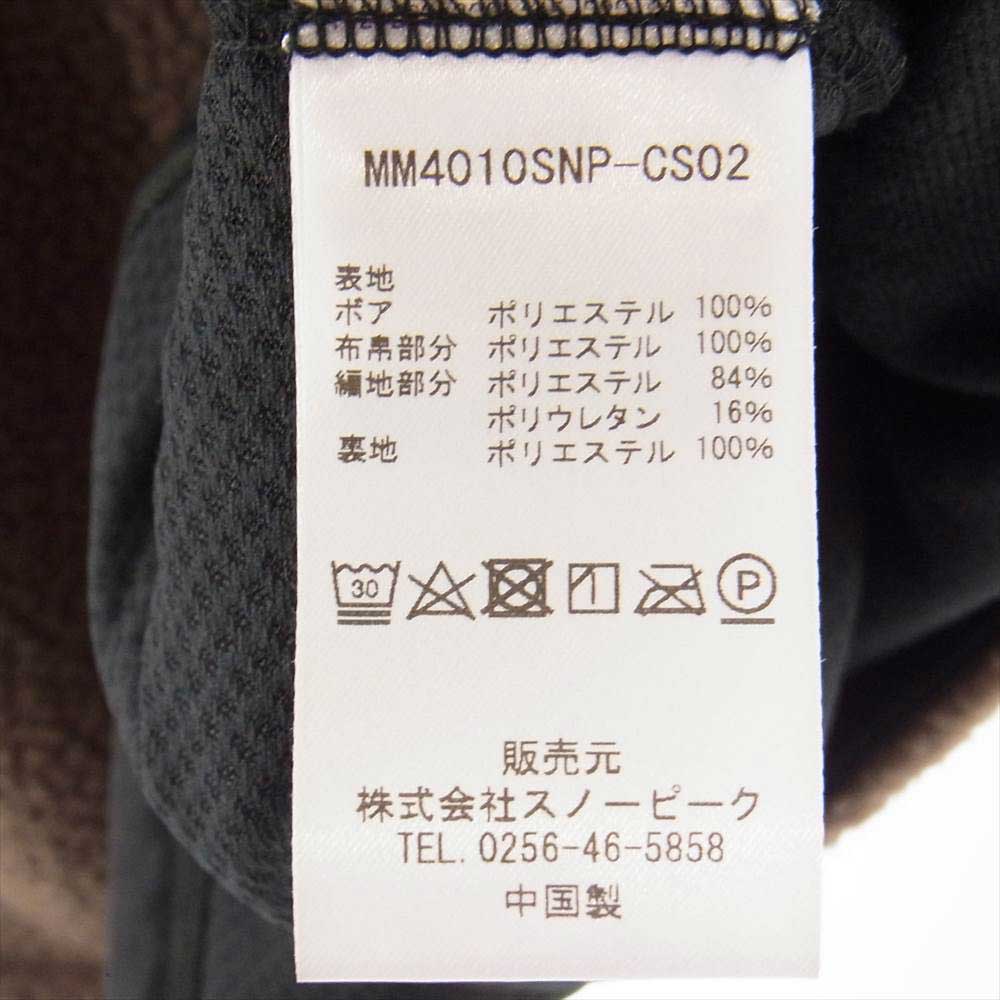 MM4010SNP-CS02
表地
ボア ポリエステル 100%
布帛部分 ポリエステル 100%
編地部分 ポリエステル 84%
ポリウレタン 16%
裏地 ポリエステル 100%
30
P
販売元
株式会社スノーピーク
TEL. 0256-46-5858
中国製